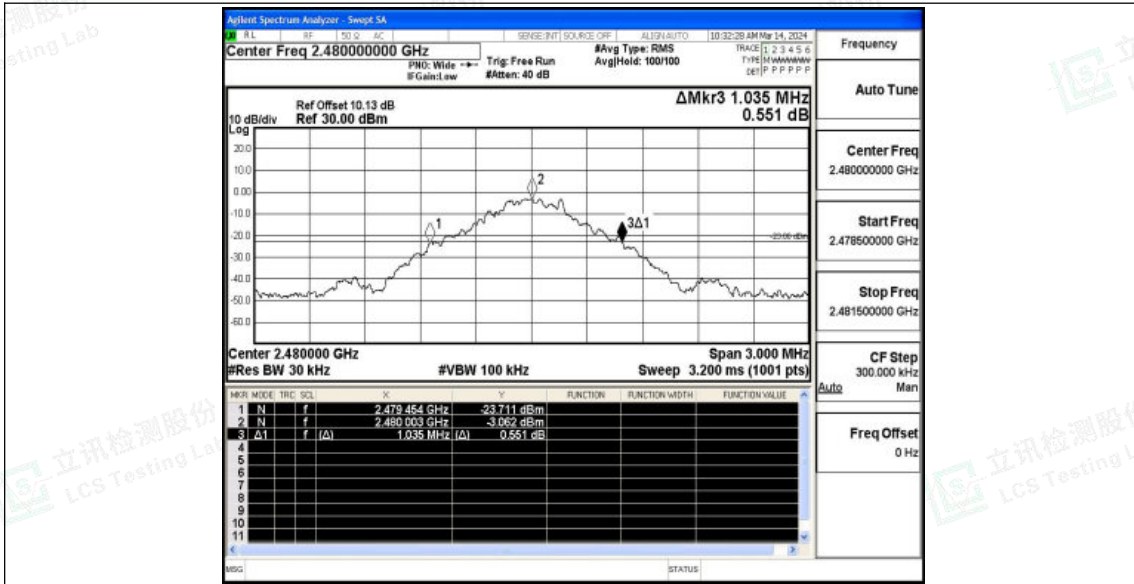 Agilent Spectrum Analyzer - Swept SA
RL RF 50 Ω AC SENSE:INT SOURCE OFF ALIGNAUTO 10:32:28 AM Mar 14, 2024
Center Freq 2.480000000 GHz
PNO: Wide
IFGain:Low
Trig: Free Run
#Atten: 40 dB
#Avg Type: RMS
Avg|Hold: 100/100
TRACE 1 2 3 4 5 6
TYPE M W W W W W
DET P P P P P P
Frequency
Auto Tune
Center Freq
2.480000000 GHz
Start Freq
2.478500000 GHz
Stop Freq
2.481500000 GHz
CF Step
300.000 kHz
Auto Man
Freq Offset
0 Hz
Ref Offset 10.13 dB
10 dB/div Ref 30.00 dBm
Log
ΔMkr3 1.035 MHz
0.551 dB
20.0
10.0
0.00
-10.0
-20.0
-30.0
-40.0
-50.0
-60.0
1
2
3Δ1
-23.06 dBm
Center 2.480000 GHz Span 3.000 MHz
#Res BW 30 kHz #VBW 100 kHz Sweep 3.200 ms (1001 pts)
MKR MODE TRC SCL X Y FUNCTION FUNCTION WIDTH FUNCTION VALUE
1 N f 2.479 454 GHz -23.711 dBm
2 N f 2.480 003 GHz -3.062 dBm
3 Δ1 f (Δ) 1.035 MHz (Δ) 0.551 dB
4
5
6
7
8
9
10
11
MSG STATUS
立讯检测股份
LCS Testing Lab